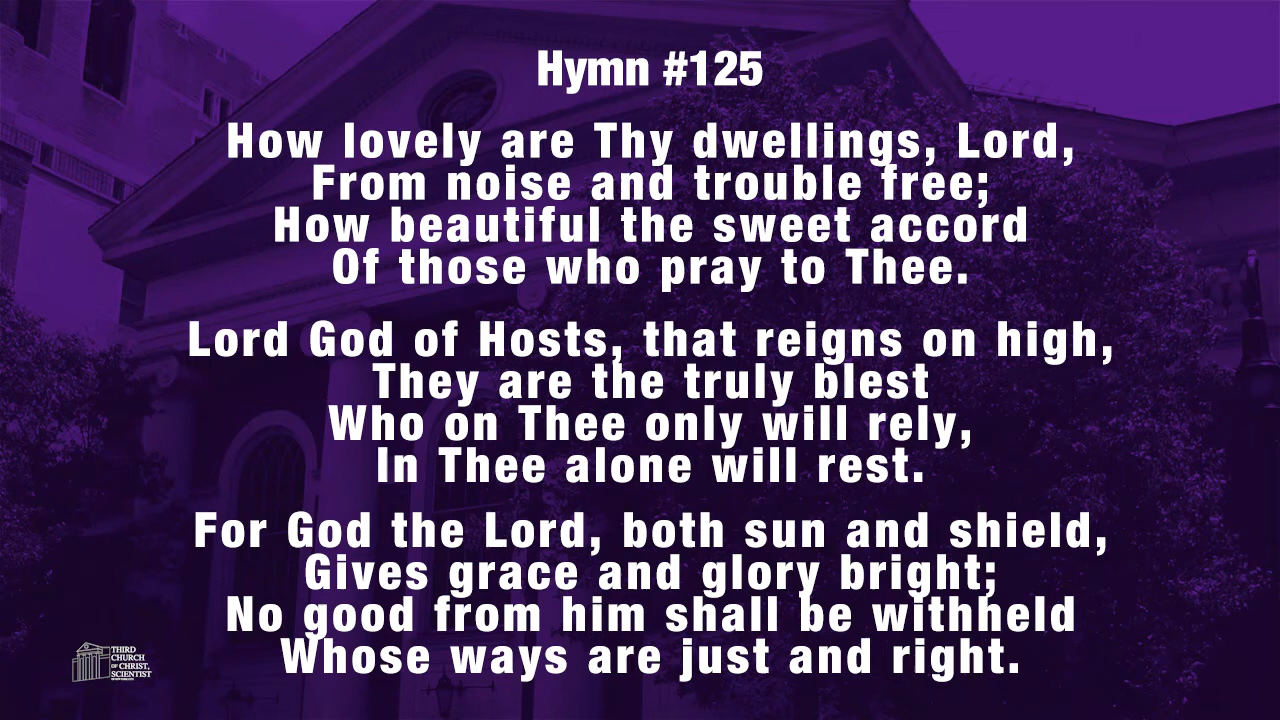 Hymn #125
How lovely are Thy dwellings, Lord,
From noise and trouble free;
How beautiful the sweet accord
Of those who pray to Thee.
Lord God of Hosts, that reigns on high,
They are the truly blest
Who on Thee only will rely,
In Thee alone will rest.
For God the Lord, both sun and shield,
Gives grace and glory bright;
No good from him shall be withheld
Whose ways are just and right.
THIRD
CHURCH
OF CHRIST,
SCIENTIST